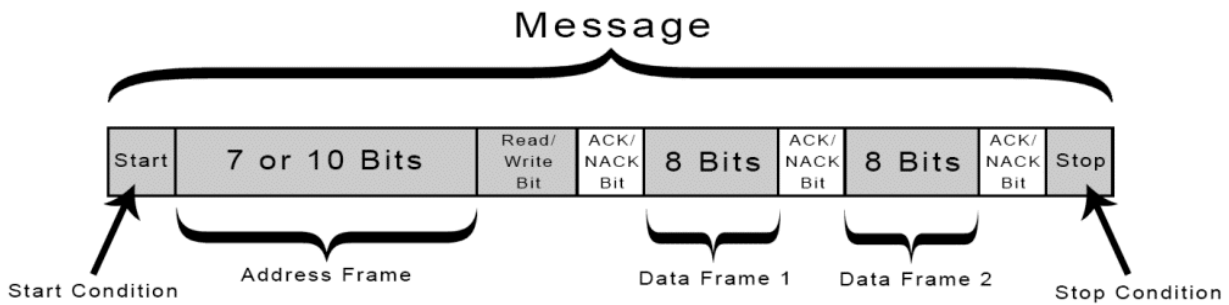 Message
Start
7 or 10 Bits
Read/
Write
Bit
ACK/
NACK
Bit
8 Bits
ACK/
NACK
Bit
8 Bits
ACK/
NACK
Bit
Stop
Start Condition
Address Frame
Data Frame 1
Data Frame 2
Stop Condition